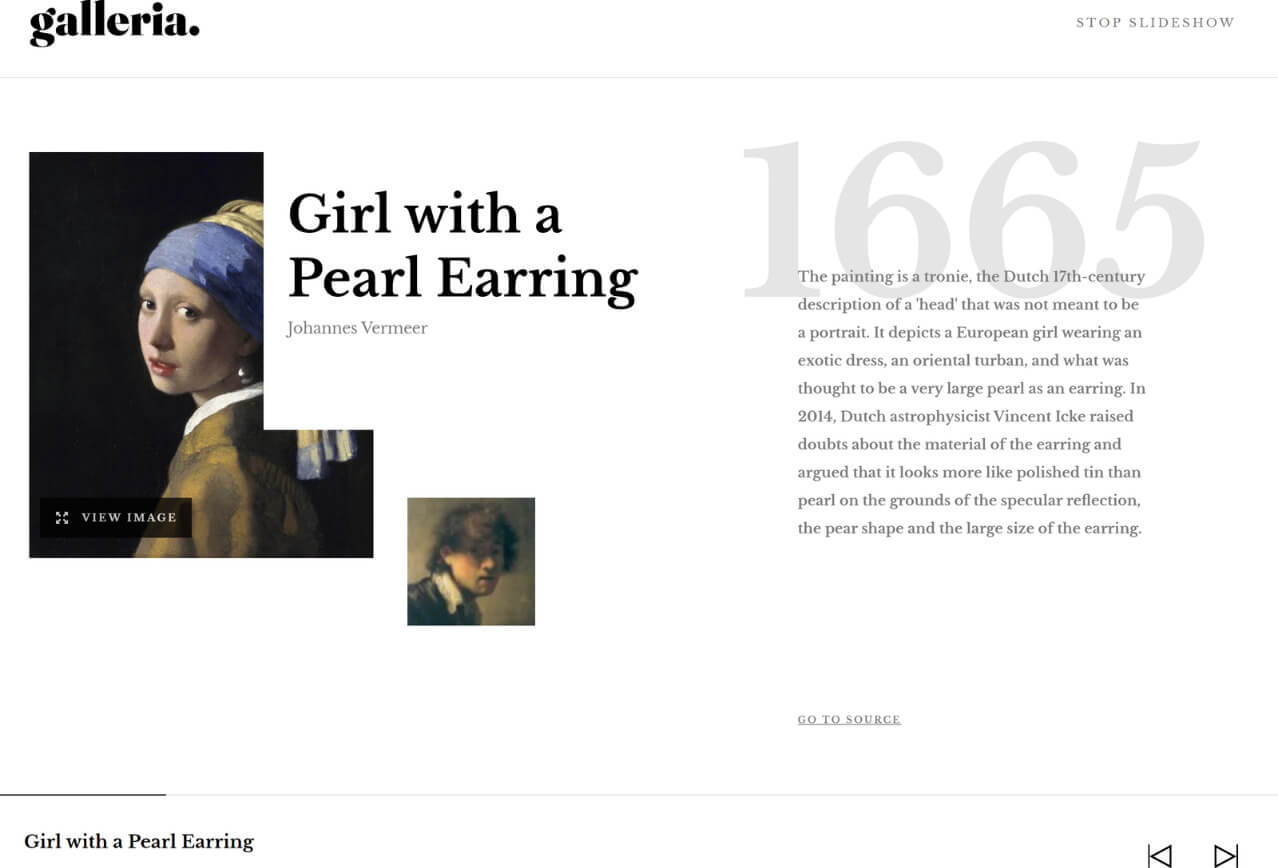 galleria.
STOP SLIDESHOW
Girl with a
Pearl Earring
Johannes Vermeer
VIEW IMAGE
1665
The painting is a tronie, the Dutch 17th-century
description of a 'head' that was not meant to be
a portrait. It depicts a European girl wearing an
exotic dress, an oriental turban, and what was
thought to be a very large pearl as an earring. In
2014, Dutch astrophysicist Vincent Icke raised
doubts about the material of the earring and
argued that it looks more like polished tin than
pearl on the grounds of the specular reflection,
the pear shape and the large size of the earring.
GO TO SOURCE
Girl with a Pearl Earring